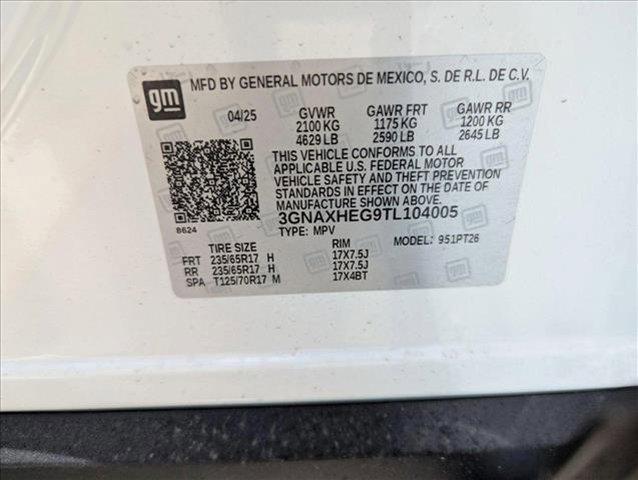 gm
MFD BY GENERAL MOTORS DE MEXICO, S. DE R.L. DE C.V.
04/25 GVWR GAWR FRT GAWR RR
2100 KG 1175 KG 1200 KG
4629 LB 2590 LB 2645 LB
THIS VEHICLE CONFORMS TO ALL
APPLICABLE U.S. FEDERAL MOTOR
VEHICLE SAFETY AND THEFT PREVENTION
STANDARDS IN EFFECT ON THE DATE OF
MANUFACTURE SHOWN ABOVE.
3GNAXHEG9TL104005
8624
TYPE: MPV MODEL: 951PT26
TIRE SIZE RIM
FRT 235/65R17 H 17X7.5J
RR 235/65R17 H 17X7.5J
SPA T125/70R17 M 17X4BT